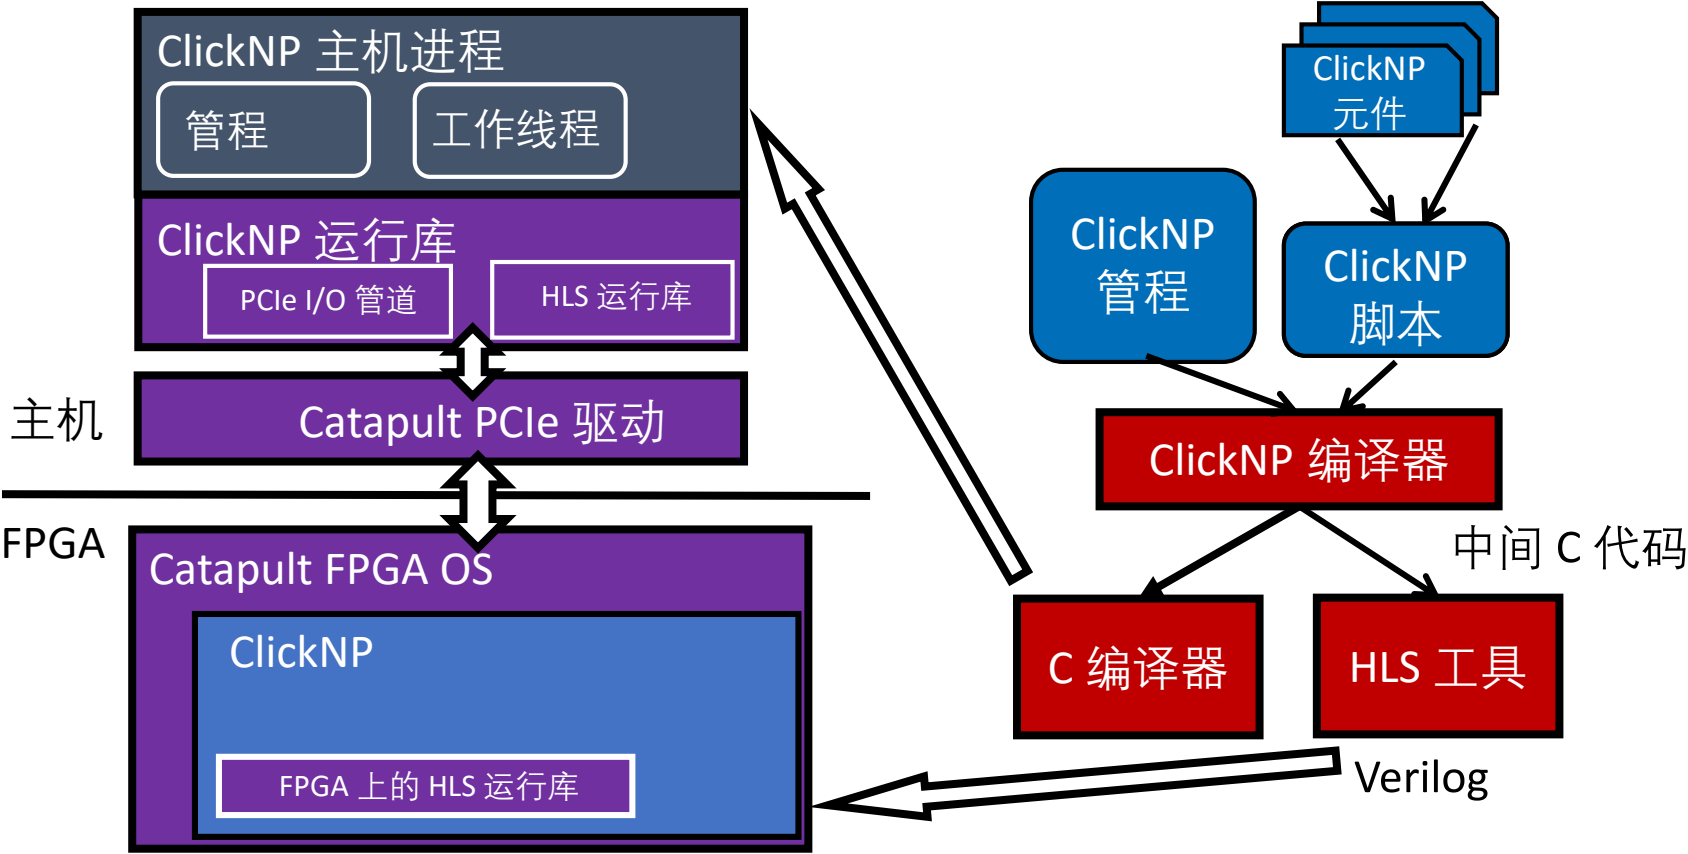 ClickNP 主机进程
管程
工作线程
ClickNP 运行库
PCIe I/O 管道
HLS 运行库
主机
Catapult PCIe 驱动
FPGA
Catapult FPGA OS
ClickNP
FPGA 上的 HLS 运行库
ClickNP
元件
ClickNP
管程
ClickNP
脚本
ClickNP 编译器
中间 C 代码
C 编译器
HLS 工具
Verilog